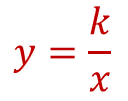 y = k/x